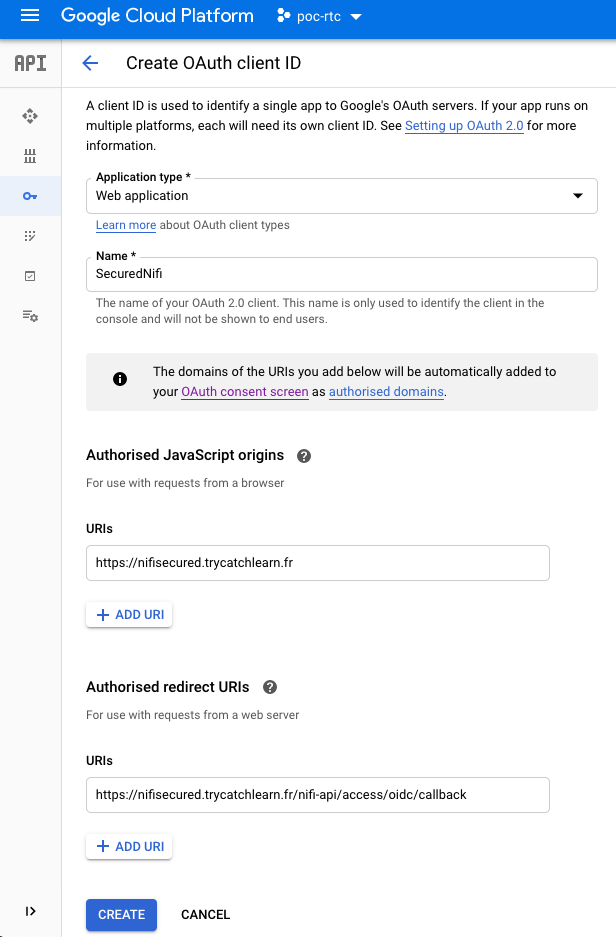 Google Cloud Platform
poc-rtc
API
Create OAuth client ID
A client ID is used to identify a single app to Google's OAuth servers. If your app runs on
multiple platforms, each will need its own client ID. See Setting up OAuth 2.0 for more
information.
Application type *
Web application
Learn more about OAuth client types
Name *
SecuredNifi
The name of your OAuth 2.0 client. This name is only used to identify the client in the
console and will not be shown to end users.
The domains of the URIs you add below will be automatically added to
your OAuth consent screen as authorised domains.
Authorised JavaScript origins
For use with requests from a browser
URIs
https://nifisecured.trycatchlearn.fr
ADD URI
Authorised redirect URIs
For use with requests from a web server
URIs
https://nifisecured.trycatchlearn.fr/nifi-api/access/oidc/callback
ADD URI
CREATE
CANCEL